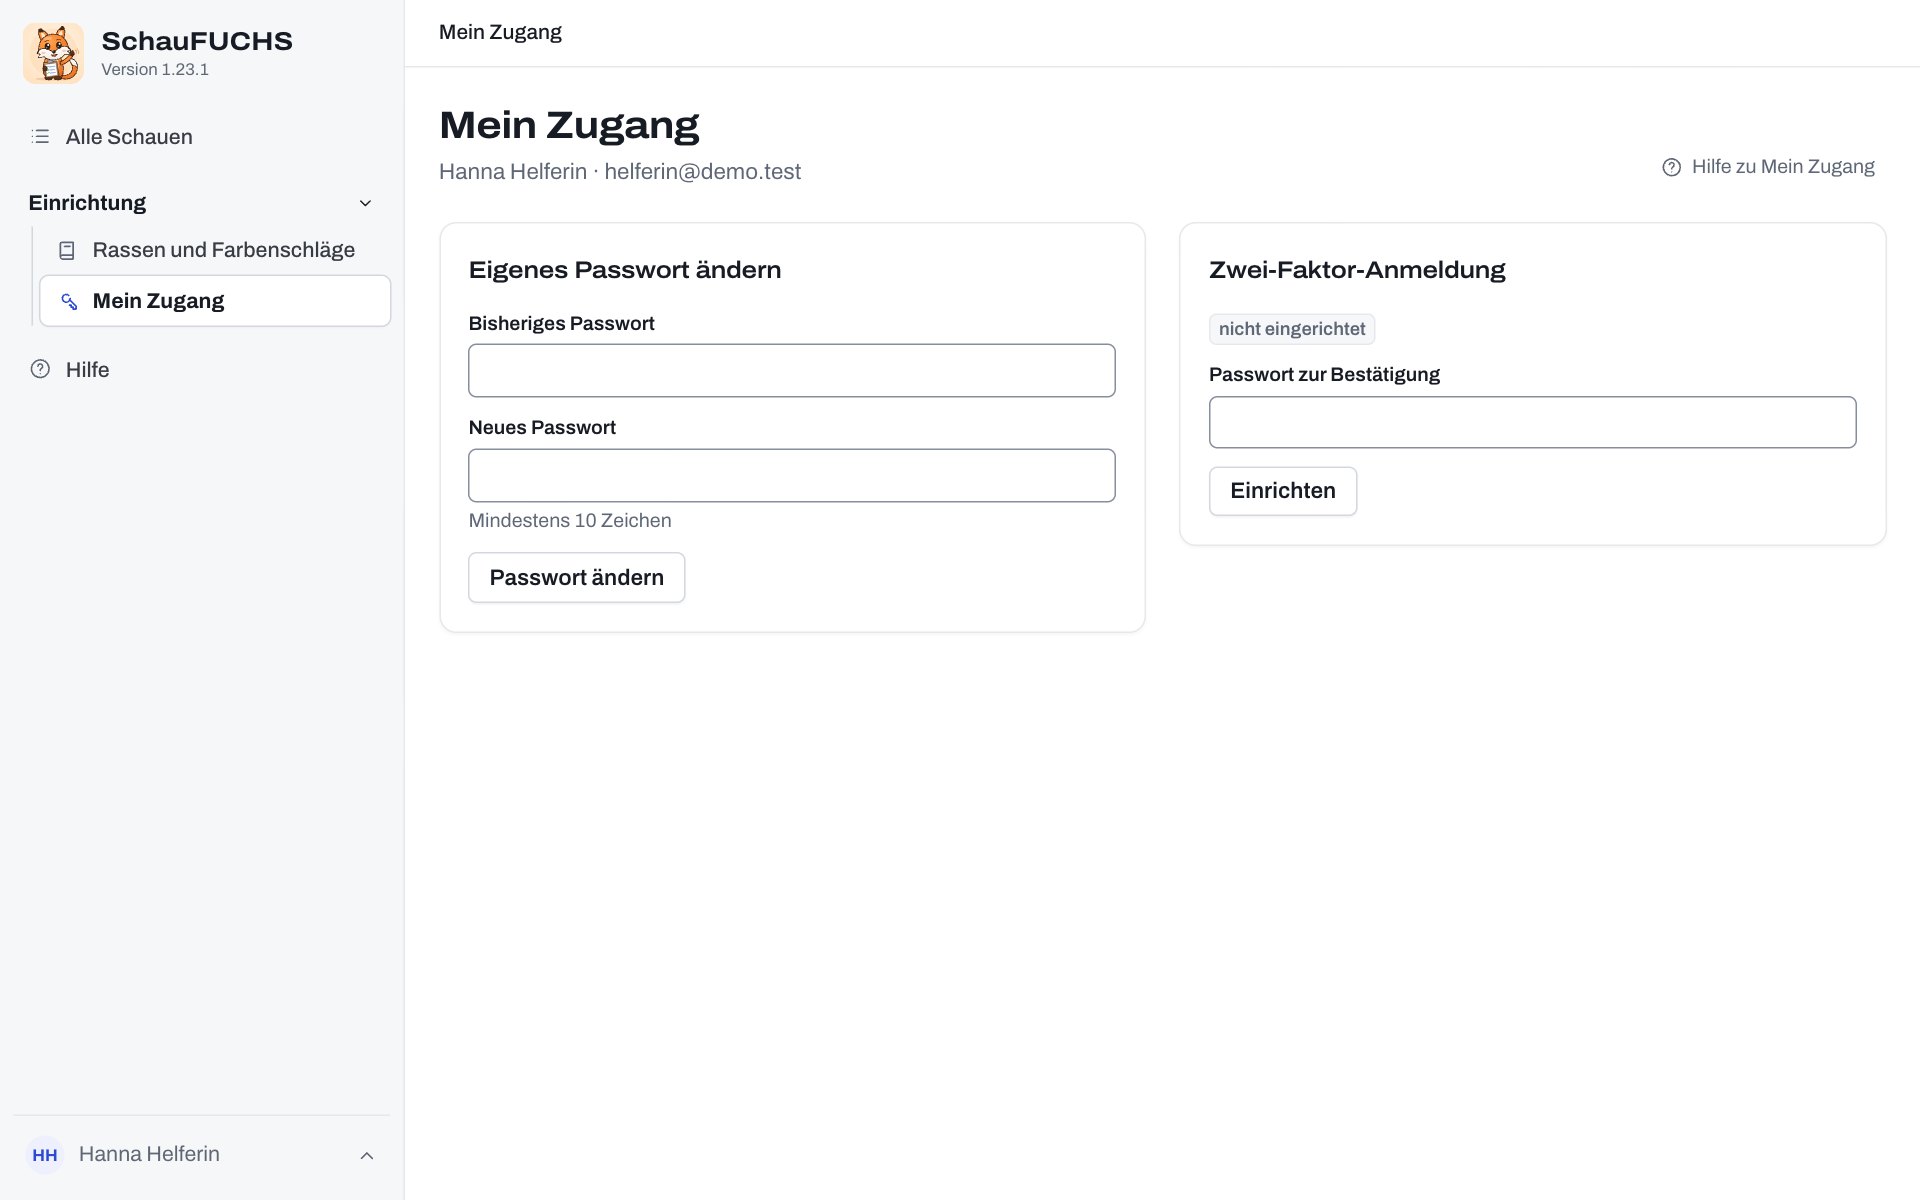 SchauFUCHS
Version 1.23.1
Alle Schauen
Einrichtung
Rassen und Farbenschläge
Mein Zugang
Hilfe
HH Hanna Helferin
Mein Zugang
Mein Zugang
Hanna Helferin · helferin@demo.test
Hilfe zu Mein Zugang
Eigenes Passwort ändern
Bisheriges Passwort
Neues Passwort
Mindestens 10 Zeichen
Passwort ändern
Zwei-Faktor-Anmeldung
nicht eingerichtet
Passwort zur Bestätigung
Einrichten